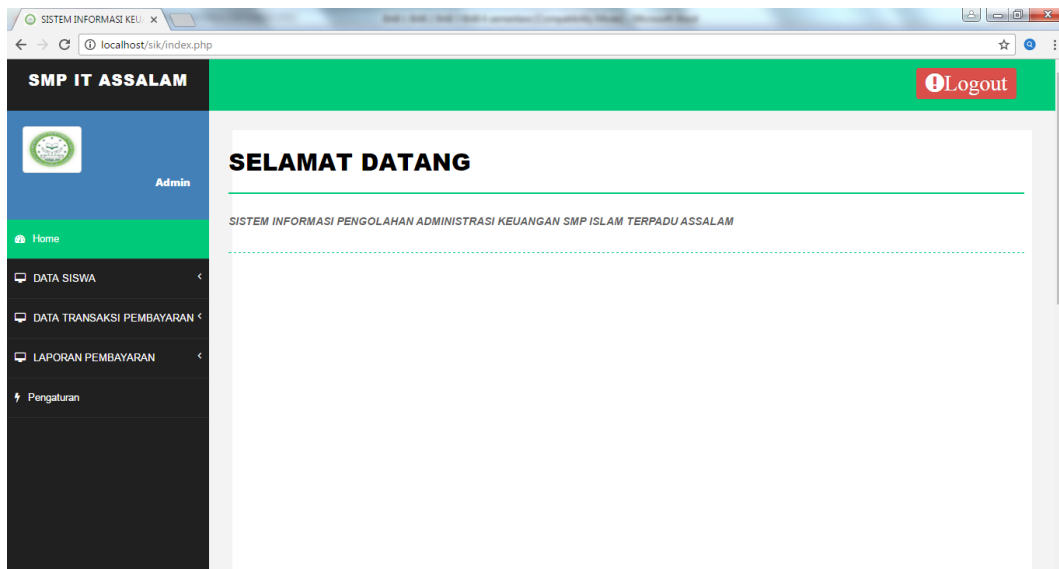 SISTEM INFORMASI KEU
localhost/sik/index.php
SMP IT ASSALAM
Logout
Admin
SELAMAT DATANG
SISTEM INFORMASI PENGOLAHAN ADMINISTRASI KEUANGAN SMP ISLAM TERPADU ASSALAM
Home
DATA SISWA
DATA TRANSAKSI PEMBAYARAN
LAPORAN PEMBAYARAN
Pengaturan